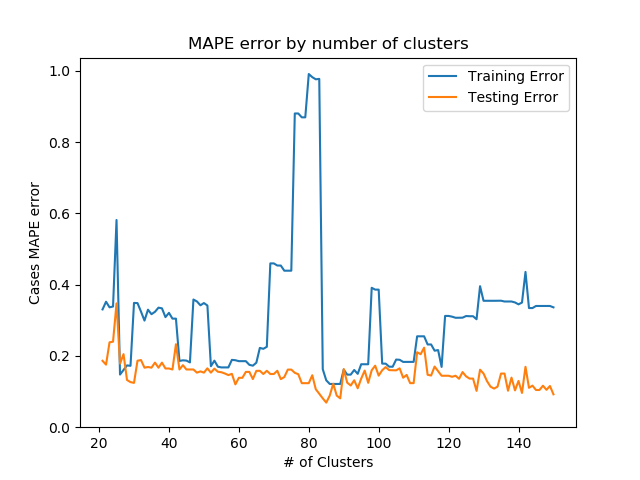 MAPE error by number of clusters
Training Error
Testing Error
Cases MAPE error
1.0
0.8
0.6
0.4
0.2
0.0
20 40 60 80 100 120 140
# of Clusters